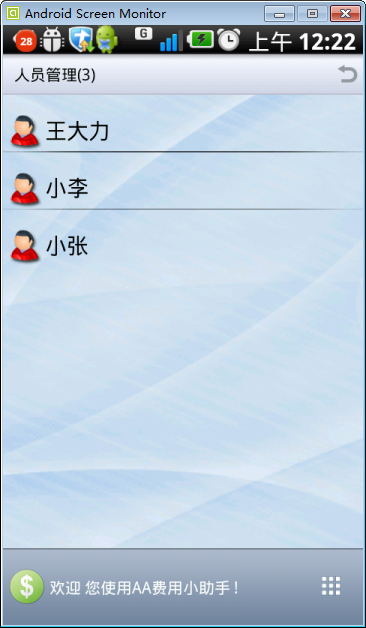 Android Screen Monitor
28 G 上午 12:22
人员管理(3)
王大力
小李
小张
$ 欢迎 您使用AA费用小助手！